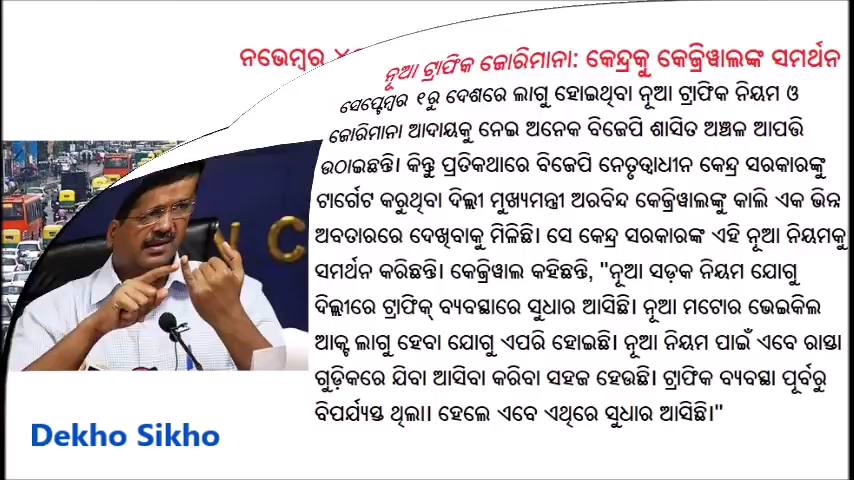 ନଭେମ୍ବର
ନୂଆ ଟ୍ରାଫିକ ଜୋରିମାନା: କେନ୍ଦ୍ରକୁ କେଜ୍ରିୱାଲଙ୍କ ସମର୍ଥନ
ସେପ୍ଟେମ୍ବର ୧ରୁ ଦେଶରେ ଲାଗୁ ହୋଇଥିବା ନୂଆ ଟ୍ରାଫିକ ନିୟମ ଓ
ଜୋରିମାନା ଆଦାୟକୁ ନେଇ ଅନେକ ବିଜେପି ଶାସିତ ଅଞ୍ଚଳ ଆପତ୍ତି
ଉଠାଇଛନ୍ତି। କିନ୍ତୁ ପ୍ରତିକଥାରେ ବିଜେପି ନେତୃତ୍ୱାଧୀନ କେନ୍ଦ୍ର ସରକାରଙ୍କୁ
ଟାର୍ଗେଟ କରୁଥିବା ଦିଲ୍ଲୀ ମୁଖ୍ୟମନ୍ତ୍ରୀ ଅରବିନ୍ଦ କେଜ୍ରିୱାଲଙ୍କୁ କାଲି ଏକ ଭିନ୍ନ
ଅବତାରରେ ଦେଖିବାକୁ ମିଳିଛି। ସେ କେନ୍ଦ୍ର ସରକାରଙ୍କ ଏହି ନୂଆ ନିୟମକୁ
ସମର୍ଥନ କରିଛନ୍ତି। କେଜ୍ରିୱାଲ କହିଛନ୍ତି, "ନୂଆ ସଡ଼କ ନିୟମ ଯୋଗୁ
ଦିଲ୍ଲୀରେ ଟ୍ରାଫିକ୍ ବ୍ୟବସ୍ଥାରେ ସୁଧାର ଆସିଛି। ନୂଆ ମଟୋର ଭେଇକିଲ
ଆକ୍ଟ ଲାଗୁ ହେବା ଯୋଗୁ ଏପରି ହୋଇଛି। ନୂଆ ନିୟମ ପାଇଁ ଏବେ ରାସ୍ତା
ଗୁଡ଼ିକରେ ଯିବା ଆସିବା କରିବା ସହଜ ହେଉଛି। ଟ୍ରାଫିକ ବ୍ୟବସ୍ଥା ପୂର୍ବରୁ
ବିପର୍ଯ୍ୟସ୍ତ ଥିଲା। ହେଲେ ଏବେ ଏଥିରେ ସୁଧାର ଆସିଛି।"
V C
Dekho Sikho